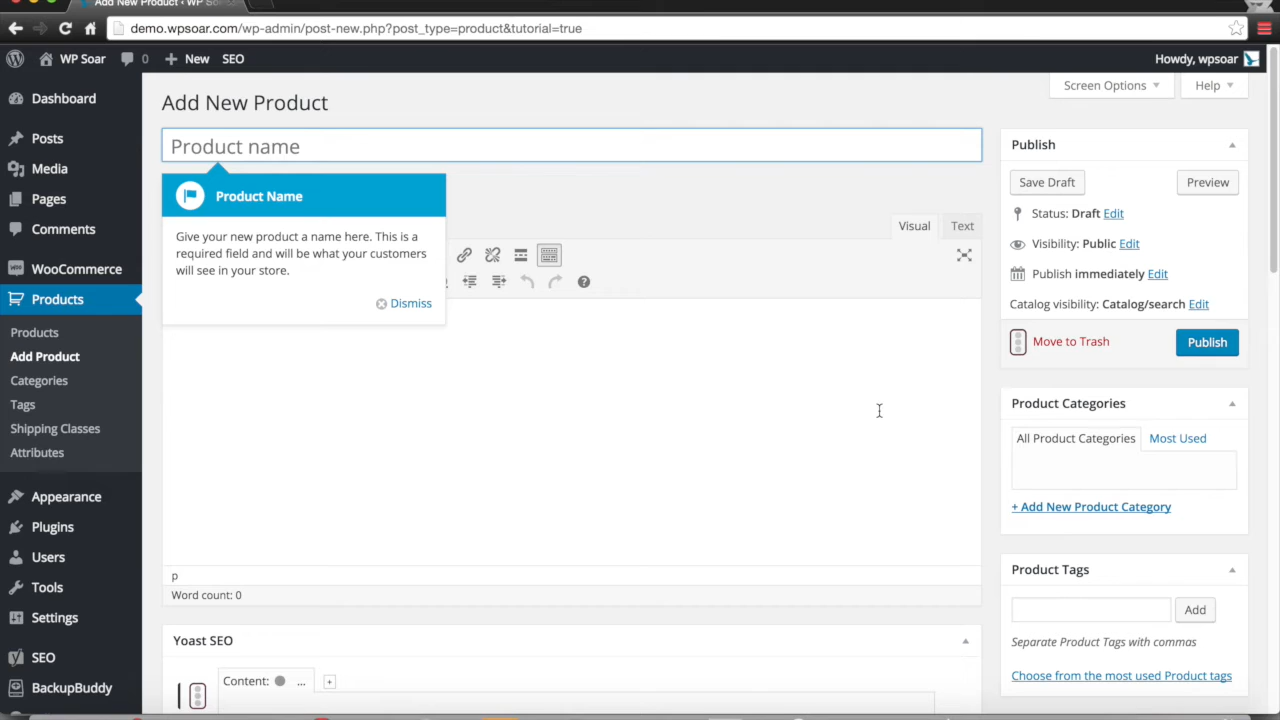 Add New Product ‹ WP S
demo.wpsoar.com/wp-admin/post-new.php?post_type=product&tutorial=true
WP Soar 0 New SEO Howdy, wpsoar
Dashboard
Posts
Media
Pages
Comments
WooCommerce
Products
Products
Add Product
Categories
Tags
Shipping Classes
Attributes
Appearance
Plugins
Users
Tools
Settings
SEO
BackupBuddy
Screen Options Help
Add New Product
Product name
Product Name
Give your new product a name here. This is a
required field and will be what your customers
will see in your store.
Dismiss
Visual Text
p
Word count: 0
Yoast SEO
Content: ... +
Publish
Save Draft Preview
Status: Draft Edit
Visibility: Public Edit
Publish immediately Edit
Catalog visibility: Catalog/search Edit
Move to Trash Publish
Product Categories
All Product Categories Most Used
+ Add New Product Category
Product Tags
Add
Separate Product Tags with commas
Choose from the most used Product tags